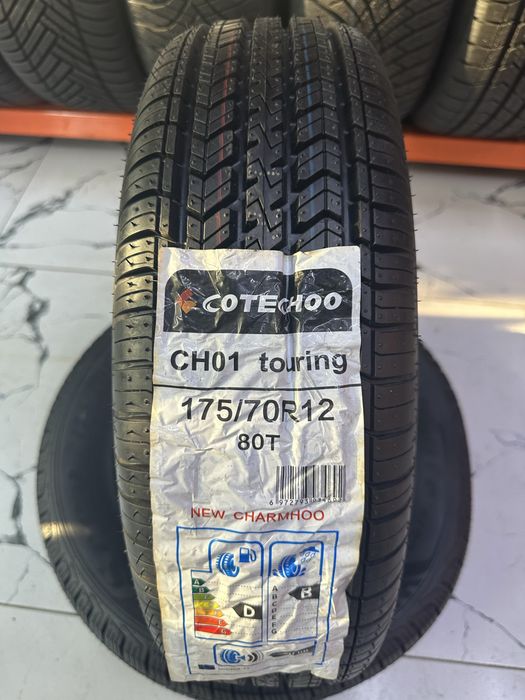 COTECHOO
CH01 touring
175/70R12
80T
NEW CHARMHOO
A
B
E
G
D
A
B
C
D
E
F
G
B